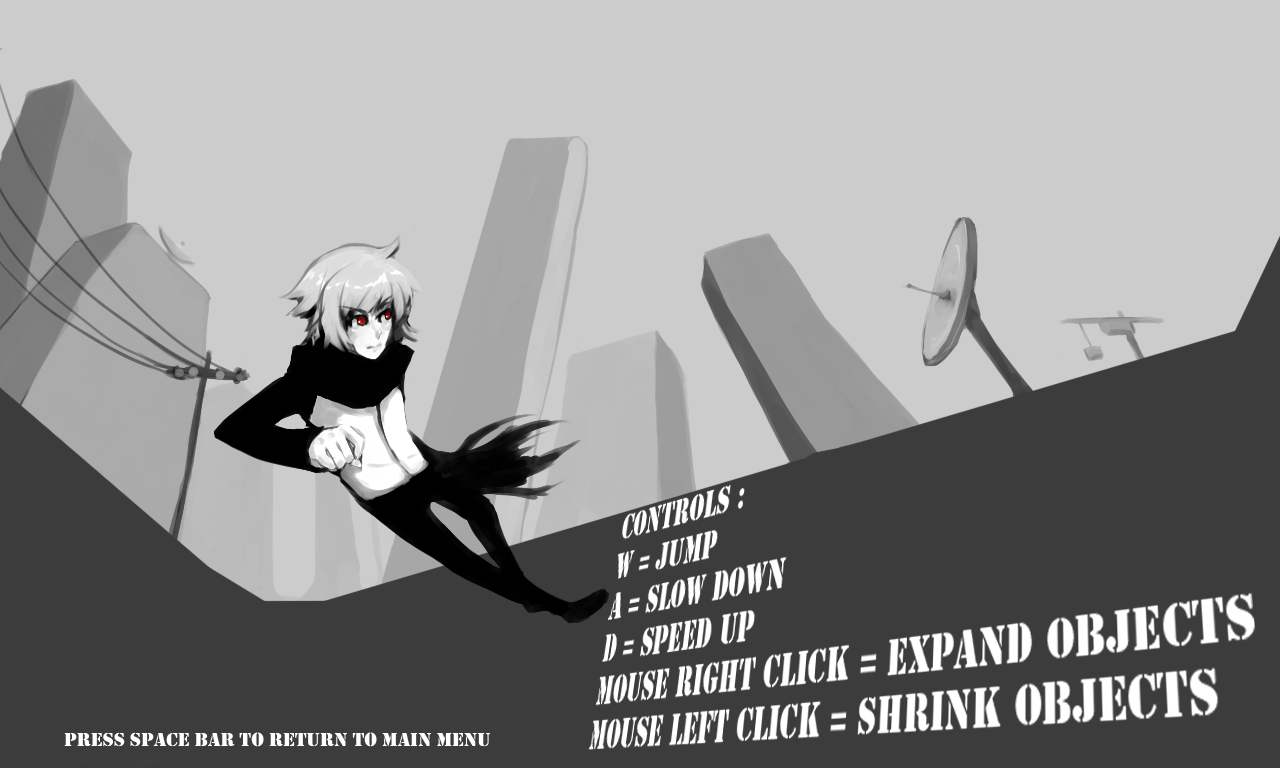 CONTROLS :
W = JUMP
A = SLOW DOWN
D = SPEED UP
MOUSE RIGHT CLICK = EXPAND OBJECTS
MOUSE LEFT CLICK = SHRINK OBJECTS
PRESS SPACE BAR TO RETURN TO MAIN MENU